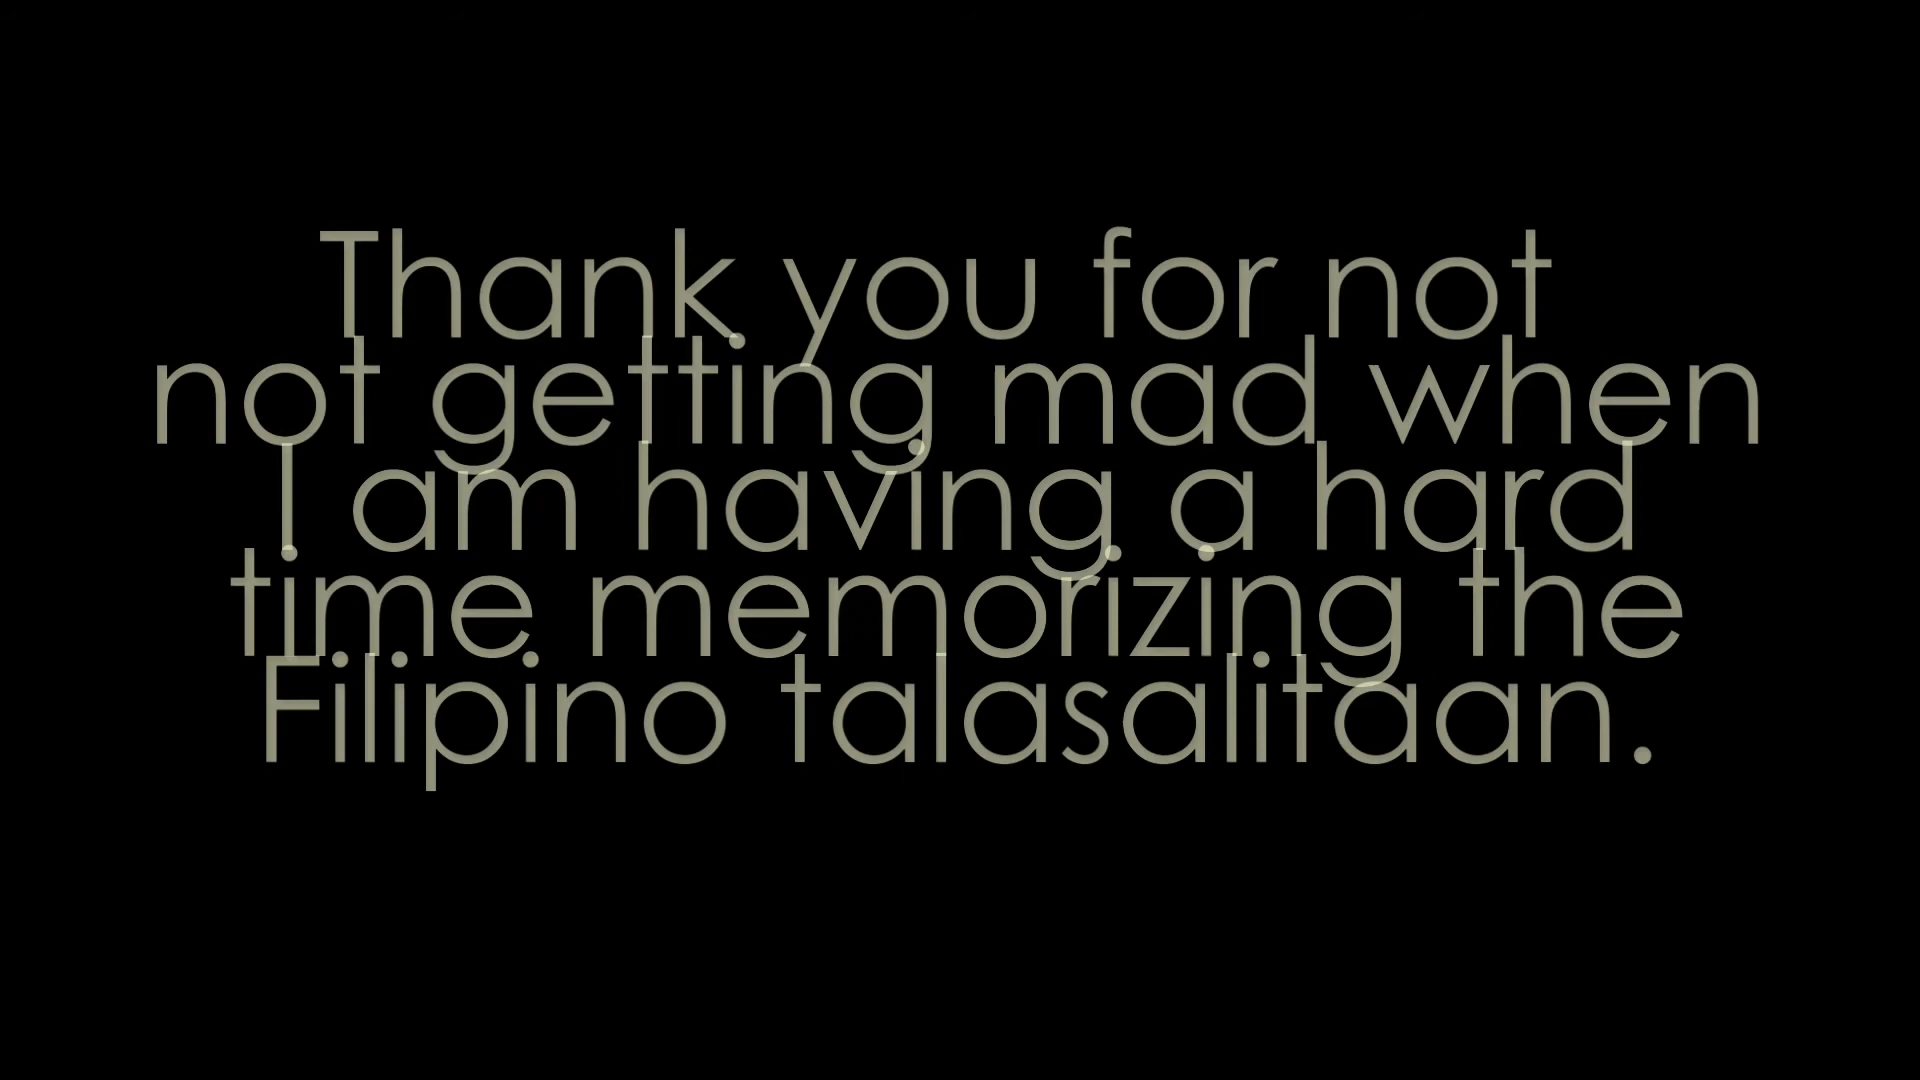 Thank you for not
not getting mad when
I am having a hard
time memorizing the
Filipino talasalitaan.